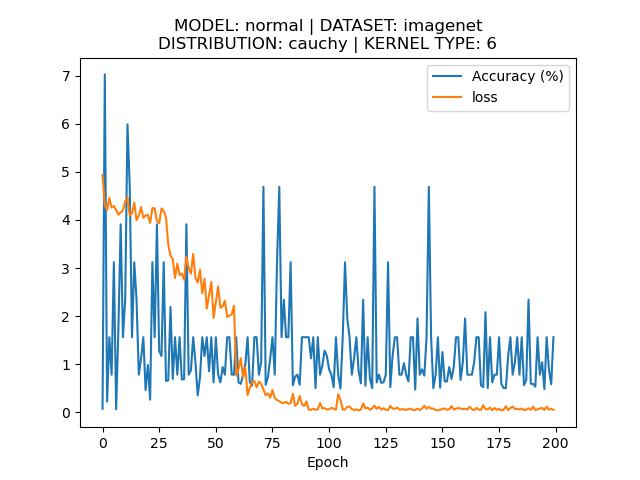 MODEL: normal | DATASET: imagenet
DISTRIBUTION: cauchy | KERNEL TYPE: 6
Accuracy (%)
loss
7
6
5
4
3
2
1
0
0 25 50 75 100 125 150 175 200
Epoch